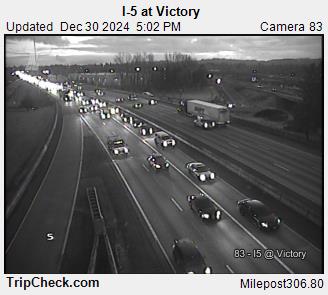 I-5 at Victory
Updated Dec 30 2024 5:02 PM Camera 83
S
83 - I5 @ Victory
TripCheck.com Milepost306.80